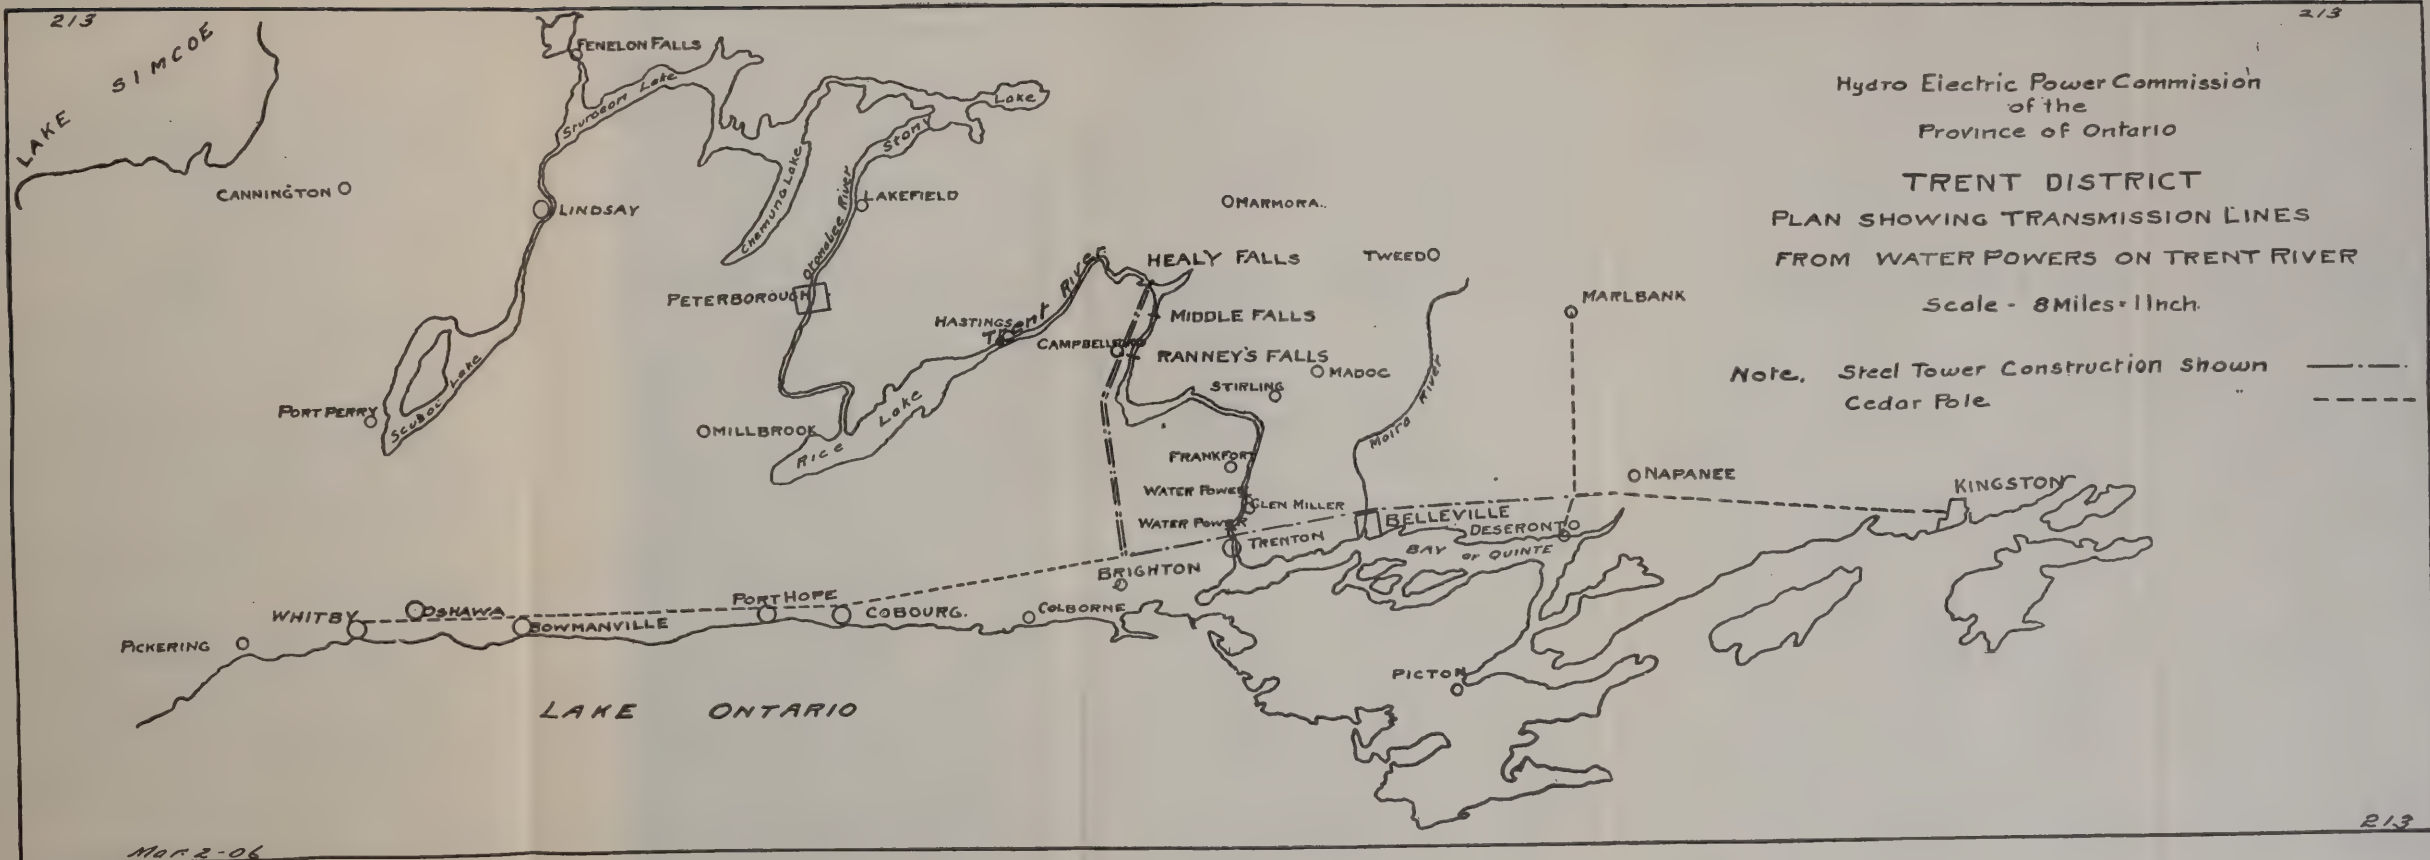 213
213
LAKE SIMCOE
FENELON FALLS
Sturgeon Lake
Lake
Stony
Chemung Lake
Otonabee River
CANNINGTON
LINDSAY
LAKEFIELD
PETERBOROUGH
PORT PERRY
Scugog Lake
MILLBROOK
RICE Lake
HASTINGS
Trent River
MARMORA.
HEALY FALLS
TWEED
MIDDLE FALLS
CAMPBELLFORD
RANNEY'S FALLS
MADOC
STIRLING
MARLBANK
Moira River
FRANKFORT
WATER POWER
GLEN MILLER
WATER POWER
TRENTON
BELLEVILLE
DESERONTO
BAY OF QUINTE
NAPANEE
KINGSTON
BRIGHTON
COLBORNE
COBOURG.
PORT HOPE
BOWMANVILLE
OSHAWA
WHITBY
PICKERING
PICTON
LAKE ONTARIO
Hydro Electric Power Commission
of the
Province of Ontario
TRENT DISTRICT
PLAN SHOWING TRANSMISSION LINES
FROM WATER POWERS ON TRENT RIVER
Scale - 8 Miles = 1 Inch.
Note. Steel Tower Construction shown
Cedar Pole "
213
Mar. 2-06